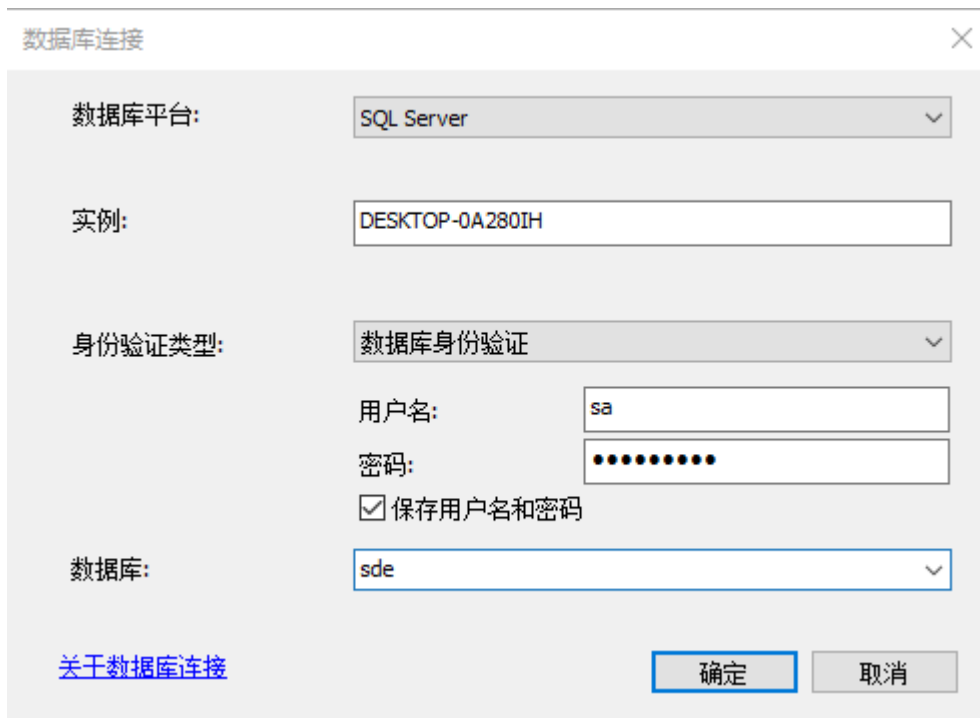 数据库连接
数据库平台: SQL Server
实例: DESKTOP-0A280IH
身份验证类型: 数据库身份验证
用户名: sa
密码: •••••••••
保存用户名和密码
数据库: sde
关于数据库连接 确定 取消